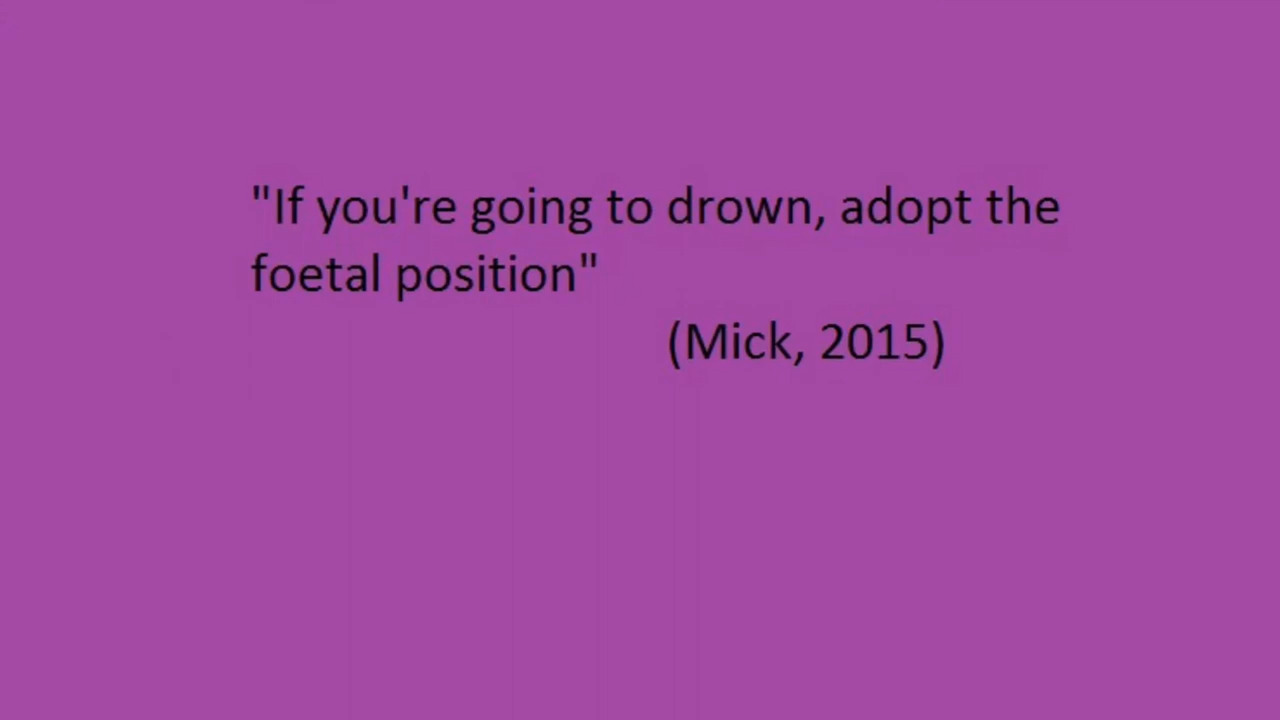 "If you're going to drown, adopt the
foetal position"
(Mick, 2015)